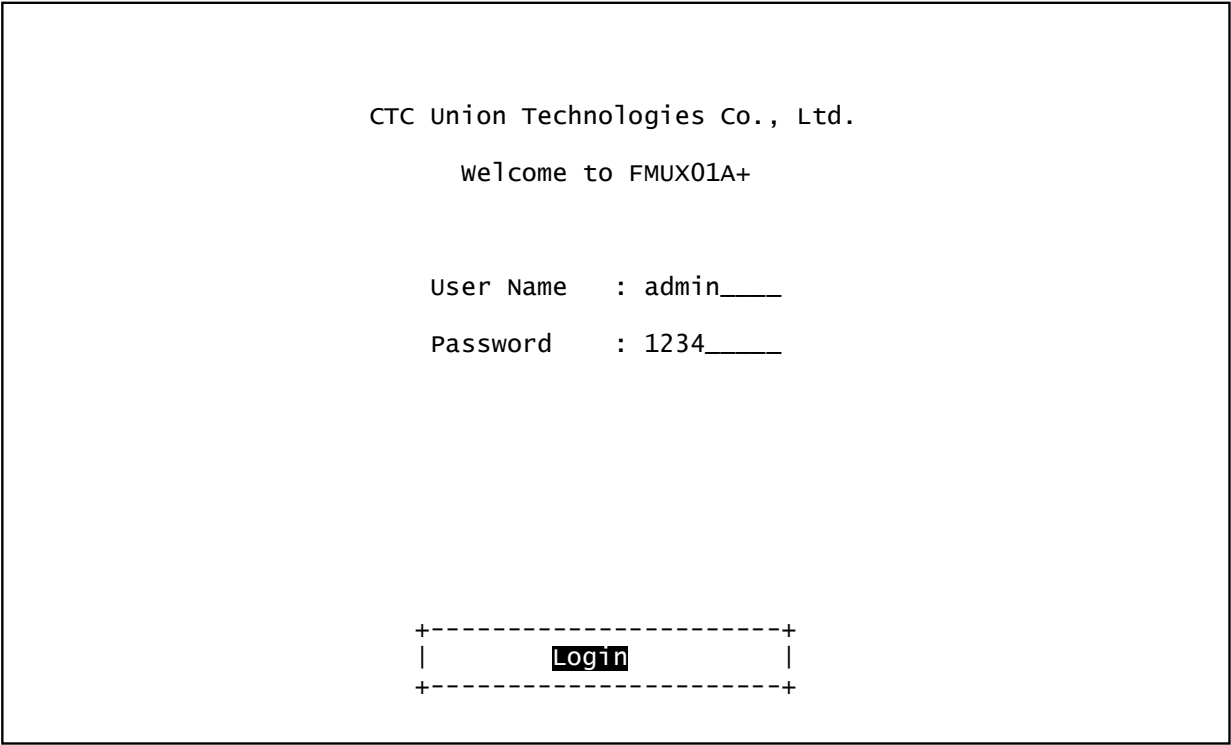 CTC Union Technologies Co., Ltd.
Welcome to FMUX01A+
User Name   : admin____
Password    : 1234_____
+-----------------------+
|        Login          |
+-----------------------+